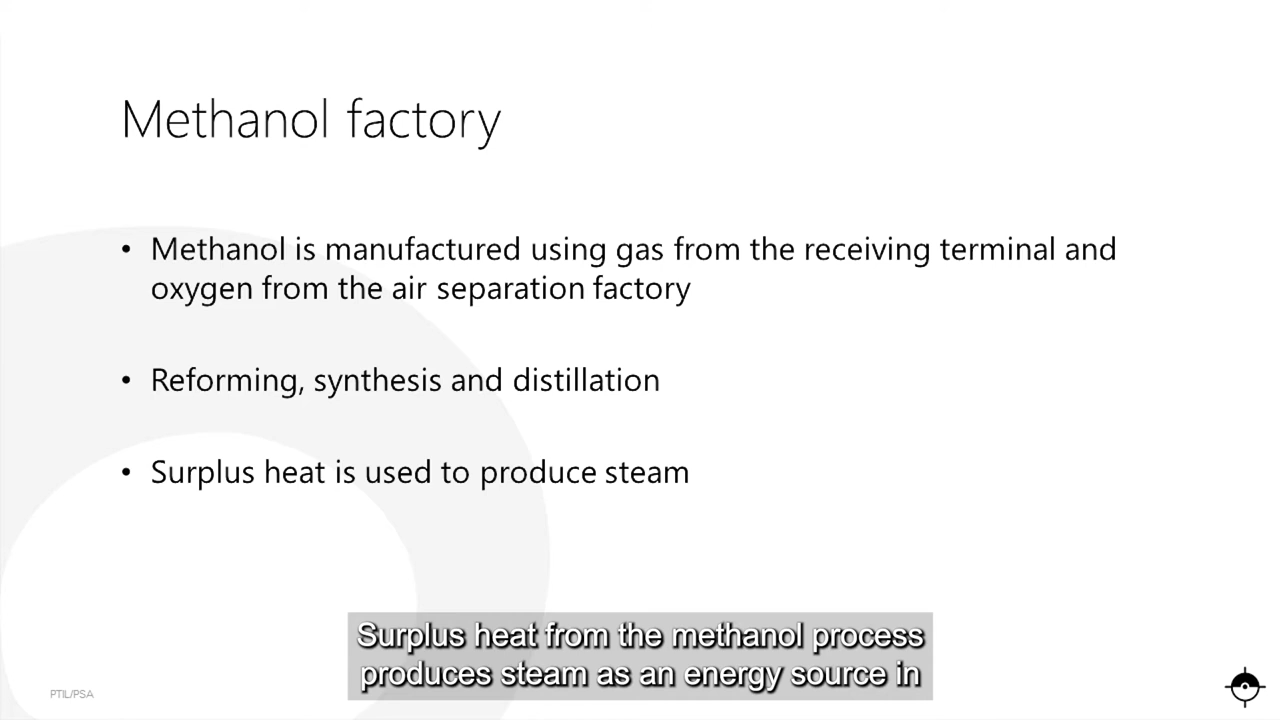 Methanol factory
• Methanol is manufactured using gas from the receiving terminal and
oxygen from the air separation factory
• Reforming, synthesis and distillation
• Surplus heat is used to produce steam
Surplus heat from the methanol process
produces steam as an energy source in
PTIL/PSA